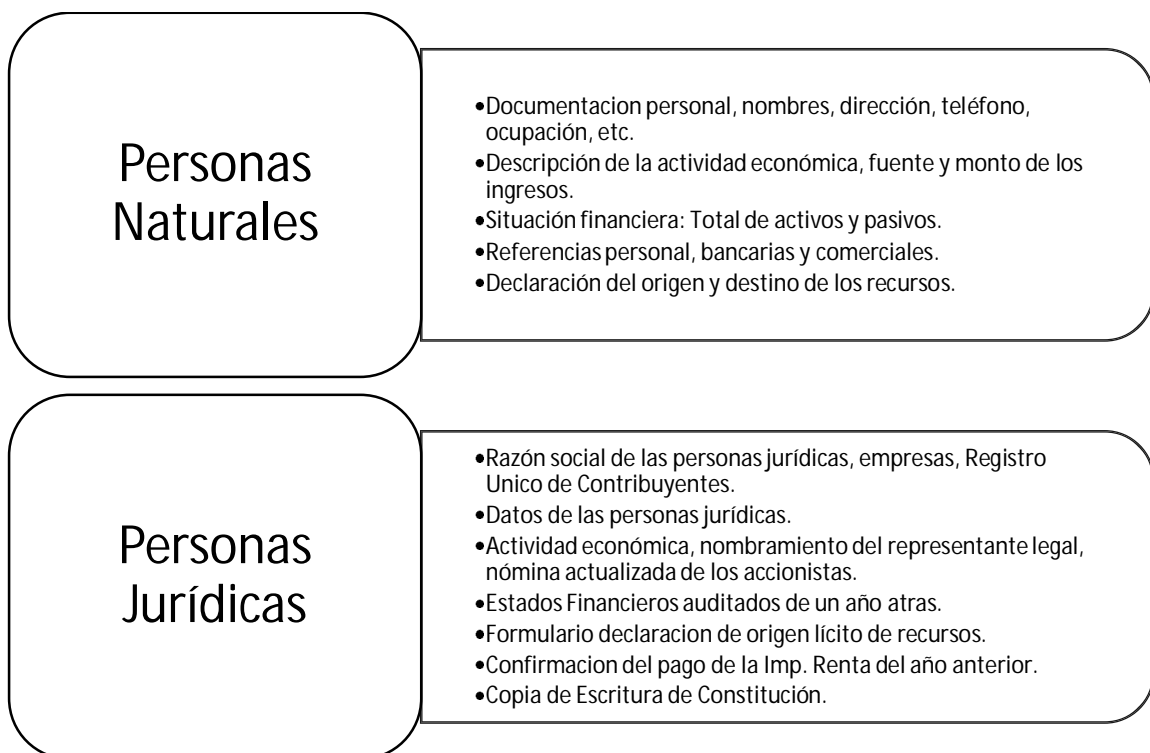 Personas
Naturales
•Documentacion personal, nombres, dirección, teléfono,
ocupación, etc.
•Descripción de la actividad económica, fuente y monto de los
ingresos.
•Situación financiera: Total de activos y pasivos.
•Referencias personal, bancarias y comerciales.
•Declaración del origen y destino de los recursos.
Personas
Jurídicas
•Razón social de las personas jurídicas, empresas, Registro
Unico de Contribuyentes.
•Datos de las personas jurídicas.
•Actividad económica, nombramiento del representante legal,
nómina actualizada de los accionistas.
•Estados Financieros auditados de un año atras.
•Formulario declaracion de origen lícito de recursos.
•Confirmacion del pago de la Imp. Renta del año anterior.
•Copia de Escritura de Constitución.